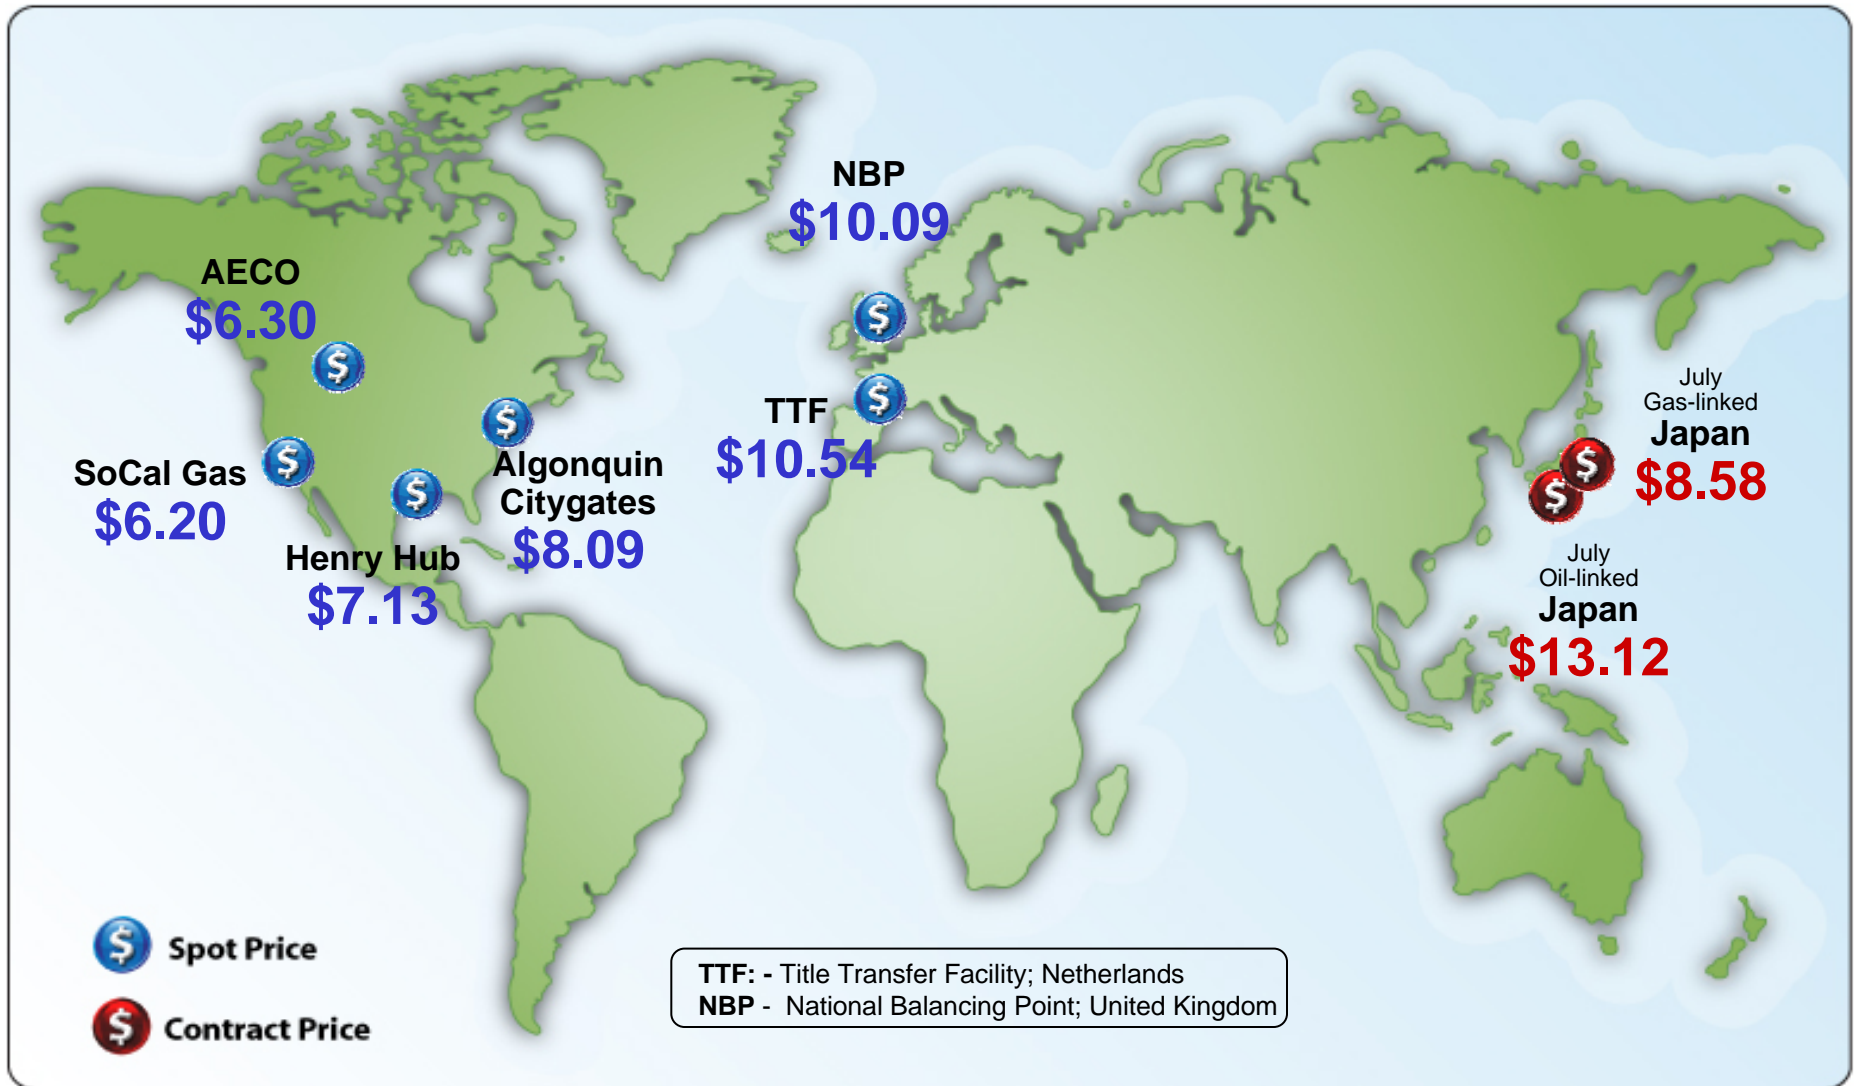 NBP
$10.09
AECO
$6.30
TTF
$10.54
SoCal Gas
$6.20
Algonquin
Citygates
$8.09
Henry Hub
$7.13
July
Gas-linked
Japan
$8.58
July
Oil-linked
Japan
$13.12
$ Spot Price
$ Contract Price
TTF: - Title Transfer Facility; Netherlands
NBP - National Balancing Point; United Kingdom
$
$
$
$
$
$
$
$